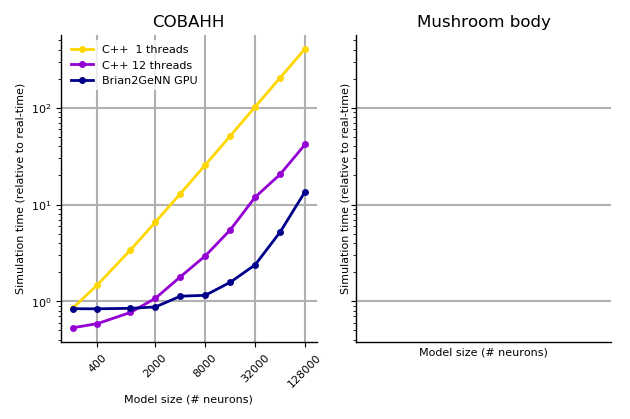 COBAHH
Mushroom body
C++ 1 threads
C++ 12 threads
Brian2GeNN GPU
Simulation time (relative to real-time)
10²
10¹
10⁰
400
2000
8000
32000
128000
Model size (# neurons)
Simulation time (relative to real-time)
Model size (# neurons)